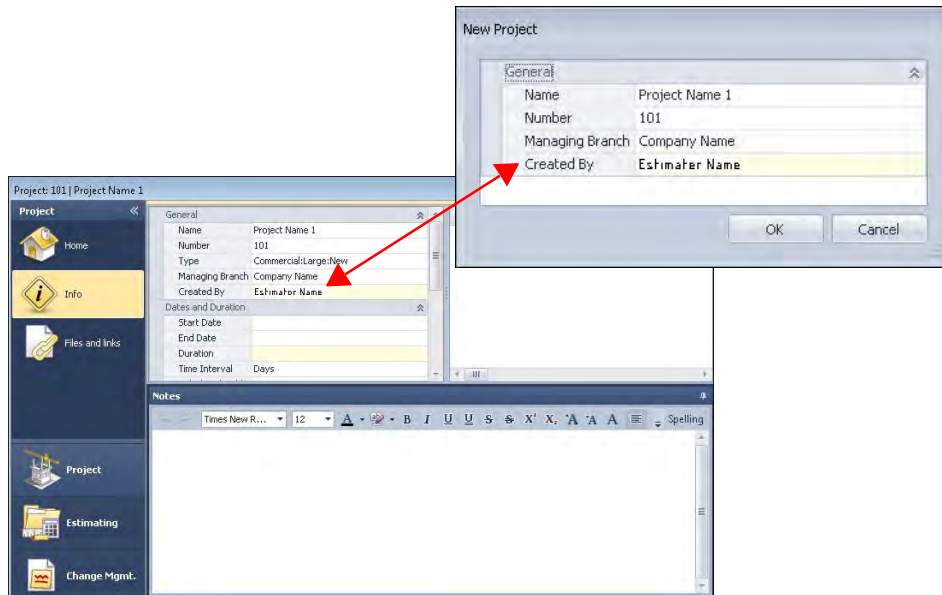 New Project
General
Name Project Name 1
Number 101
Managing Branch Company Name
Created By Estimater Name
OK Cancel
Project: 101 | Project Name 1
Project «
Home
Info
Files and links
General
Name Project Name 1
Number 101
Type Commercial:Large:New
Managing Branch Company Name
Created By Estimator Name
Dates and Duration
Start Date
End Date
Duration
Time Interval Days
Notes
Times New R... 12 A B I U U S S X² X, A A A Spelling
Project
Estimating
Change Mgmt.